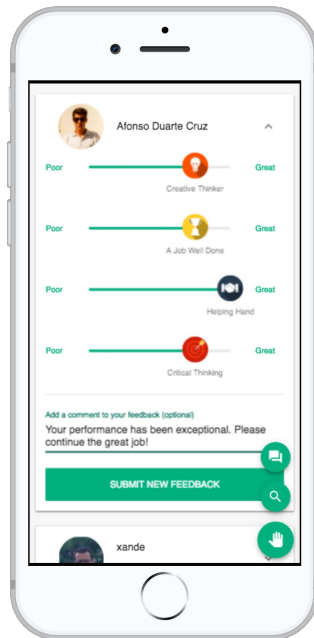 Afonso Duarte Cruz
Poor Great
Creative Thinker
Poor Great
A Job Well Done
Poor Great
Helping Hand
Poor Great
Critical Thinking
Add a comment to your feedback (optional)
Your performance has been exceptional. Please
continue the great job!
SUBMIT NEW FEEDBACK
xande